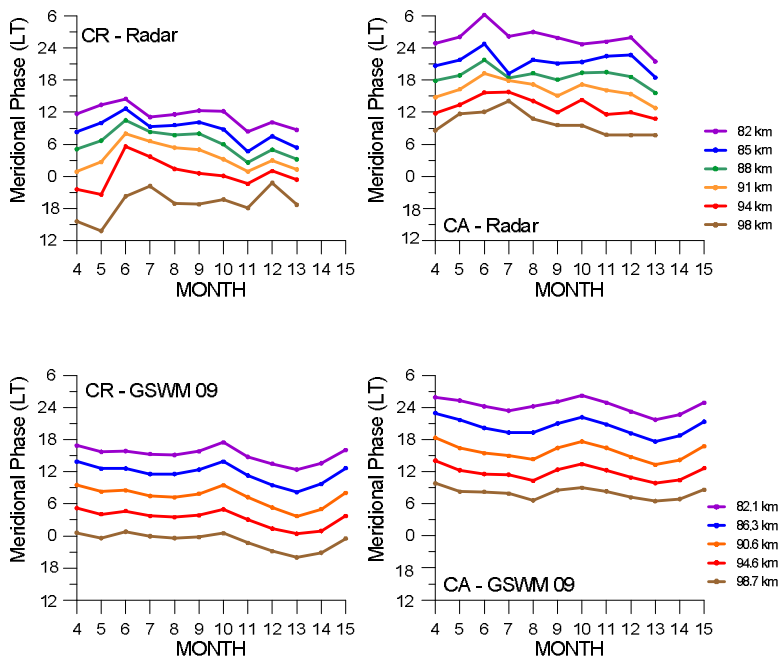 CR - Radar
Meridional Phase (LT)
6
24
18
12
6
0
18
12
4 5 6 7 8 9 10 11 12 13 14 15
MONTH
CA - Radar
Meridional Phase (LT)
6
24
18
12
6
0
18
12
4 5 6 7 8 9 10 11 12 13 14 15
MONTH
82 km
85 km
88 km
91 km
94 km
98 km
CR - GSWM 09
Meridional Phase (LT)
6
24
18
12
6
0
18
12
4 5 6 7 8 9 10 11 12 13 14 15
MONTH
CA - GSWM 09
Meridional Phase (LT)
6
24
18
12
6
0
18
12
4 5 6 7 8 9 10 11 12 13 14 15
MONTH
82.1 km
86.3 km
90.6 km
94.6 km
98.7 km